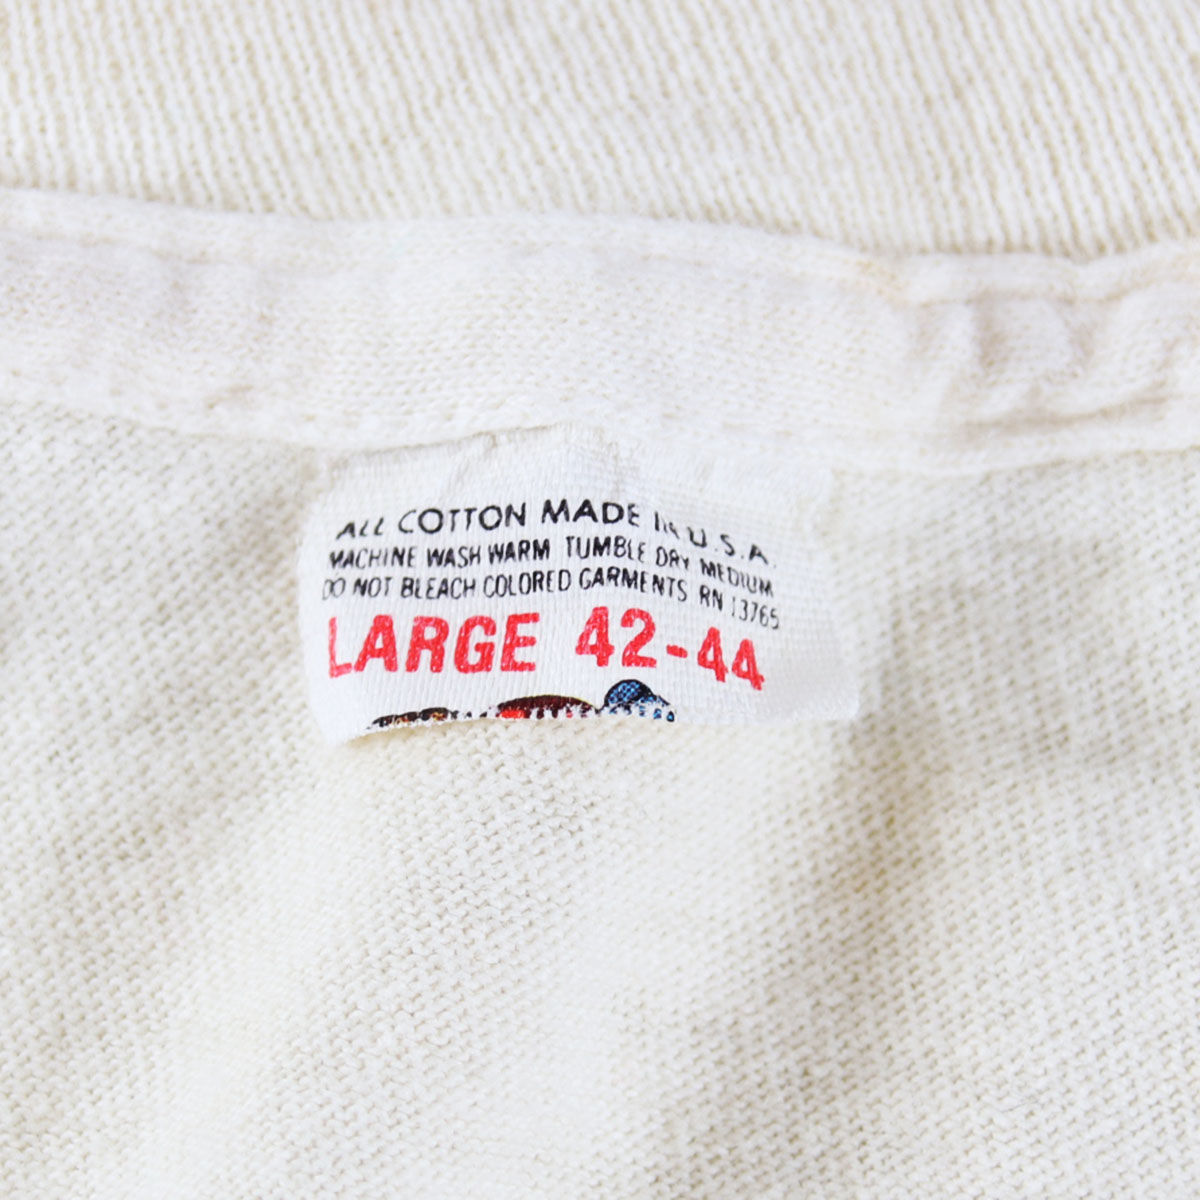 ALL COTTON MADE IN U.S.A.
MACHINE WASH WARM TUMBLE DRY MEDIUM
DO NOT BLEACH COLORED GARMENTS RN 13765
LARGE 42-44